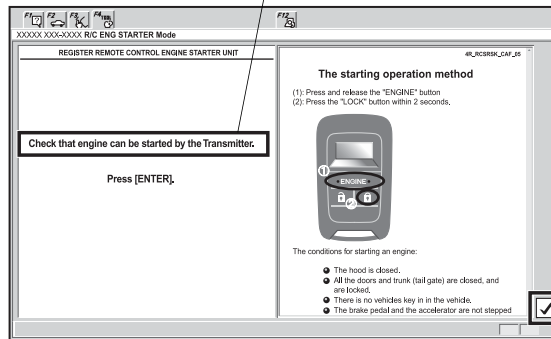 F1 F2 F3 F4 TOOL F12
XXXXX XXX-XXXX R/C ENG STARTER Mode
REGISTER REMOTE CONTROL ENGINE STARTER UNIT
Check that engine can be started by the Transmitter.
Press [ENTER].
4R_RCSRSK_CAF_05
The starting operation method
(1): Press and release the "ENGINE" button
(2): Press the "LOCK" button within 2 seconds.
1
ENGINE
2
The conditions for starting an engine:
The hood is closed.
All the doors and trunk (tail gate) are closed, and
are locked.
There is no vehicles key in in the vehicle.
The brake pedal and the accelerator are not stepped